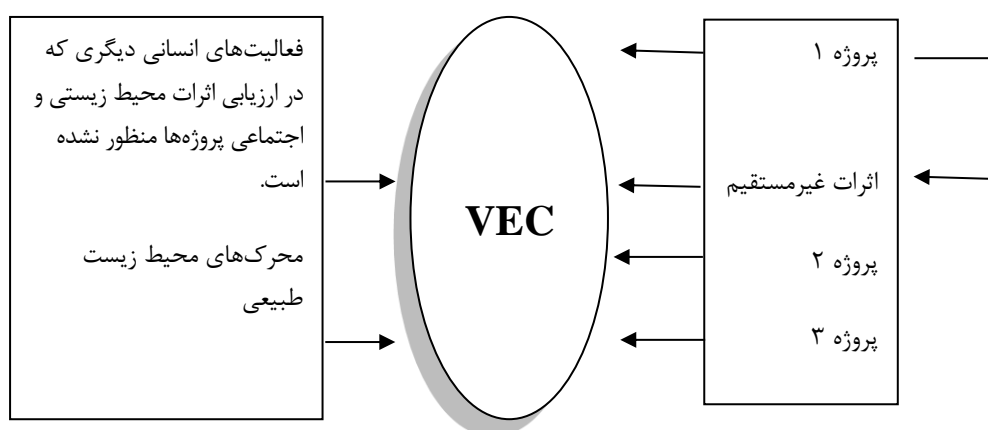 پروژه ۱
اثرات غیرمستقیم
پروژه ۲
پروژه ۳
VEC
فعالیت‌های انسانی دیگری که
در ارزیابی اثرات محیط زیستی و
اجتماعی پروژه‌ها منظور نشده
است.
محرک‌های محیط زیست
طبیعی